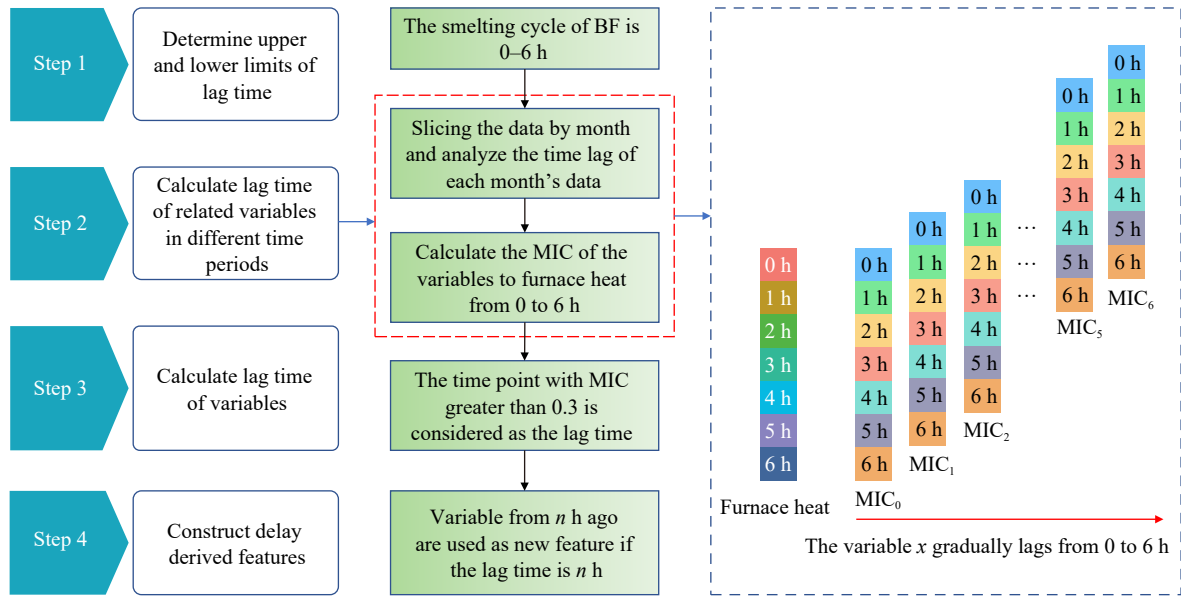 Step 1
Determine upper
and lower limits of
lag time
Step 2
Calculate lag time
of related variables
in different time
periods
Step 3
Calculate lag time
of variables
Step 4
Construct delay
derived features
The smelting cycle of BF is
0–6 h
Slicing the data by month
and analyze the time lag of
each month's data
Calculate the MIC of the
variables to furnace heat
from 0 to 6 h
The time point with MIC
greater than 0.3 is
considered as the lag time
Variable from n h ago
are used as new feature if
the lag time is n h
0 h
1 h
2 h
3 h
4 h
5 h
6 h
Furnace heat
0 h
1 h
2 h
3 h
4 h
5 h
6 h
MIC₀
0 h
1 h
2 h
3 h
4 h
5 h
6 h
MIC₁
0 h
1 h
2 h
3 h
4 h
5 h
6 h
MIC₂
···
···
0 h
1 h
2 h
3 h
4 h
5 h
6 h
MIC₅
0 h
1 h
2 h
3 h
4 h
5 h
6 h
MIC₆
The variable x gradually lags from 0 to 6 h